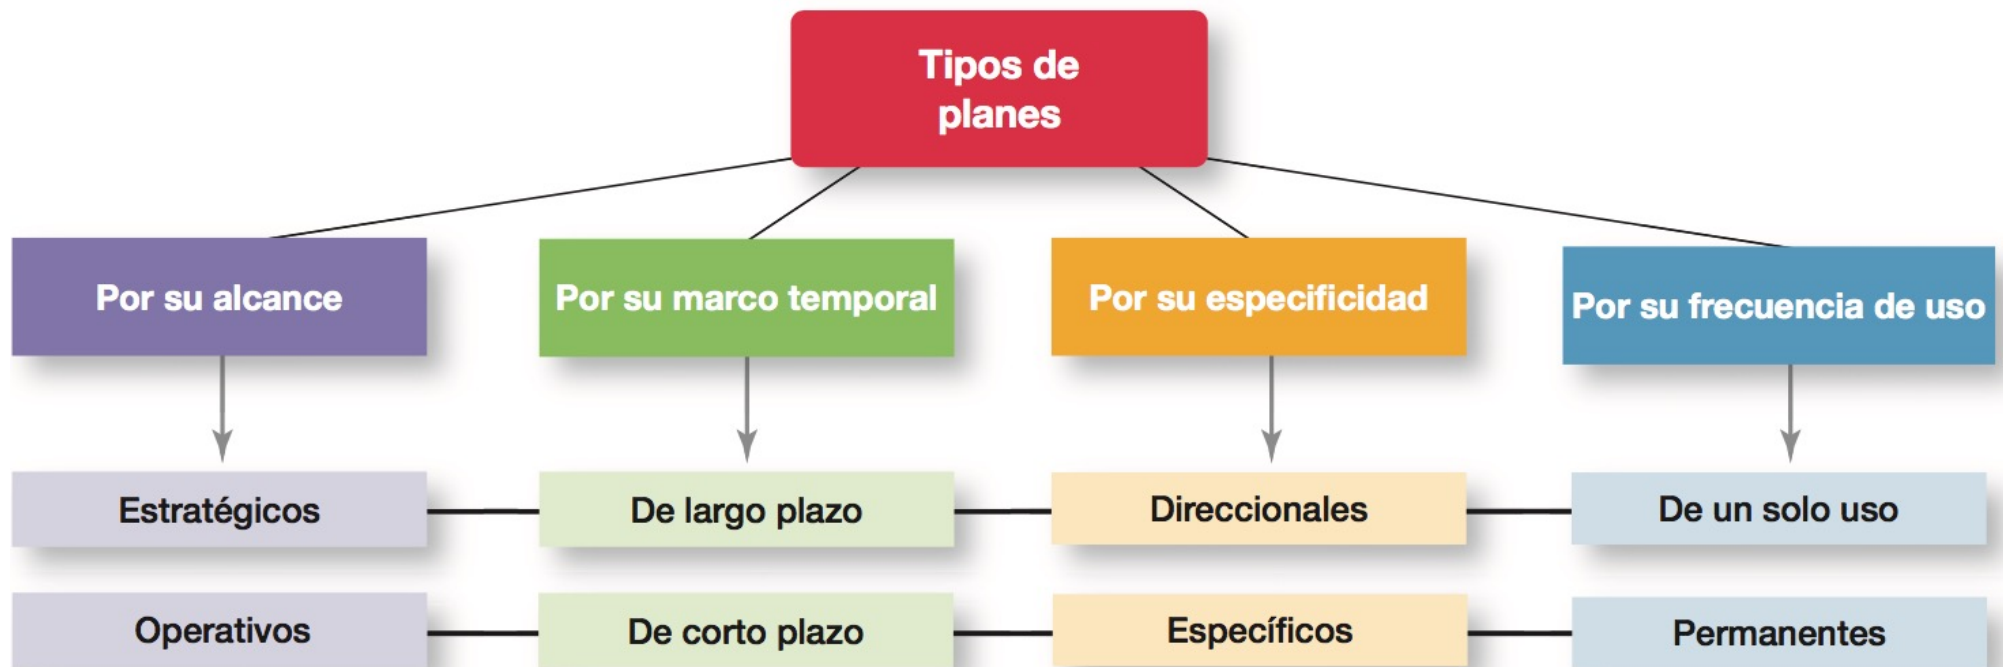 Tipos de
planes
Por su alcance
Por su marco temporal
Por su especificidad
Por su frecuencia de uso
Estratégicos
De largo plazo
Direccionales
De un solo uso
Operativos
De corto plazo
Específicos
Permanentes